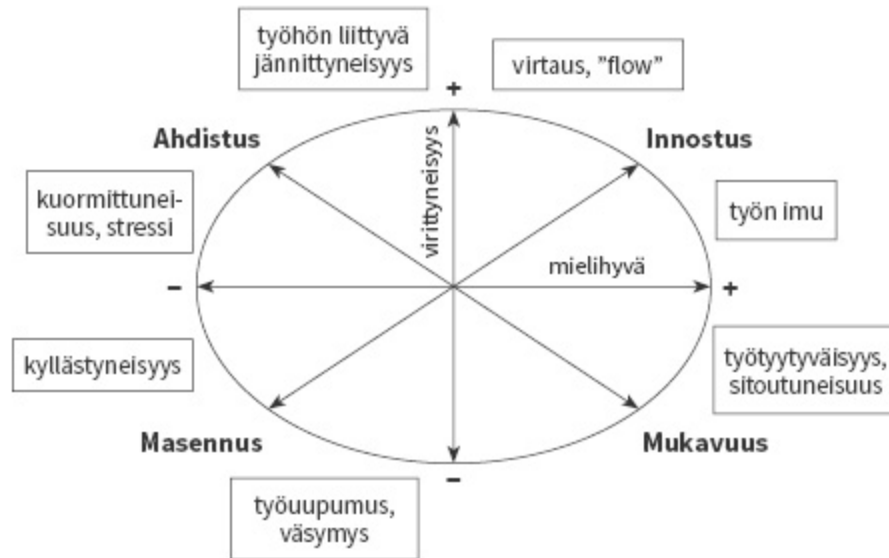 työhön liittyvä
jännittyneisyys
virtaus, ”flow”
+
Ahdistus
Innostus
virittyneisyys
kuormittunei-
suus, stressi
työn imu
mielihyvä
–
+
kyllästyneisyys
työtyytyväisyys,
sitoutuneisuus
Masennus
Mukavuus
–
työuupumus,
väsymys